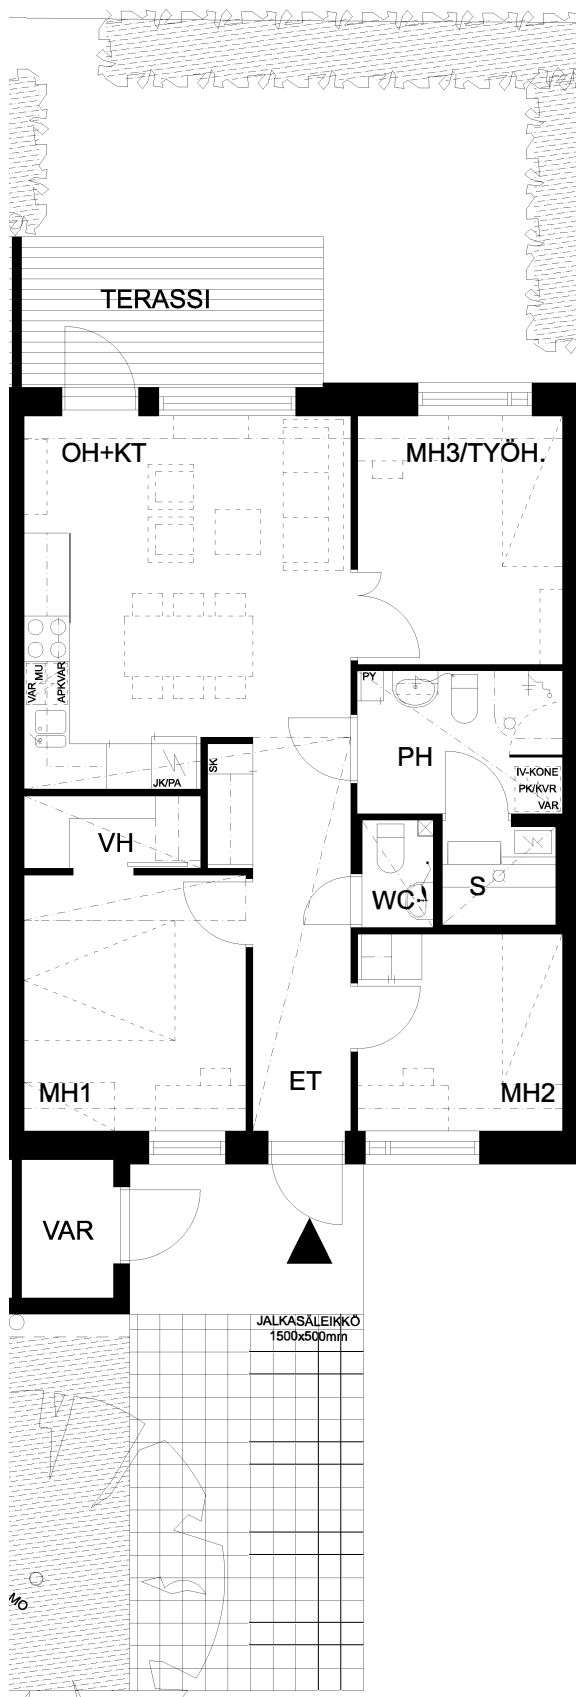 TERASSI
OH+KT
MH3/TYÖH.
VAR
MU
APKVAR
PY
SK
JK/PA
PH
IV-KONE
PK/KVR
VAR
VH
WC
S
MH1
ET
MH2
VAR
JALKASÄLEIKKÖ
1500x500mm
MO